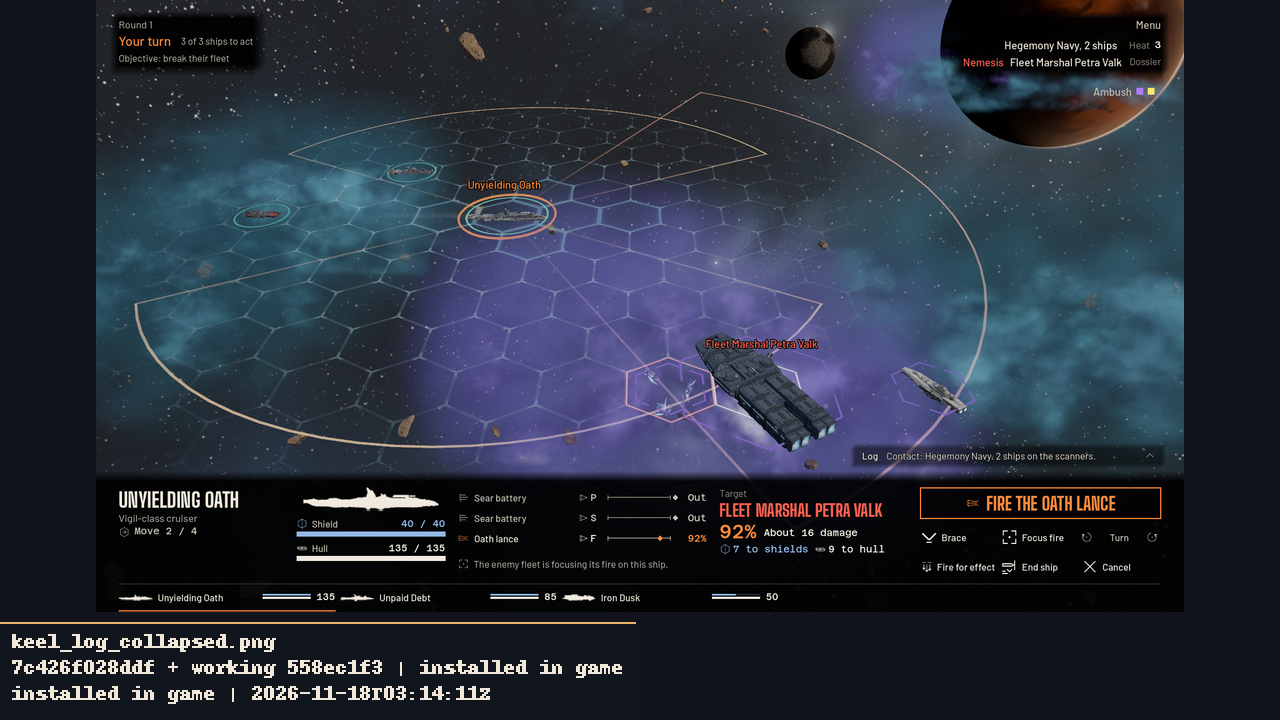 Round 1
Your turn 3 of 3 ships to act
Objective: break their fleet
Menu
Hegemony Navy, 2 ships Heat 3
Nemesis Fleet Marshal Petra Valk Dossier
Ambush
Unyielding Oath
Fleet Marshal Petra Valk
Log Contact: Hegemony Navy, 2 ships on the scanners.
UNYIELDING OATH
Vigil-class cruiser
Move 2 / 4
Shield 40 / 40
Hull 135 / 135
Sear battery P Out
Sear battery S Out
Oath lance F 92%
The enemy fleet is focusing its fire on this ship.
Target
FLEET MARSHAL PETRA VALK
92% About 16 damage
7 to shields 9 to hull
FIRE THE OATH LANCE
Brace Focus fire Turn
Fire for effect End ship Cancel
Unyielding Oath 135 Unpaid Debt 85 Iron Dusk 50
keel_log_collapsed.png
7c426f028ddf + working 558ec1f3 | installed in game
installed in game | 2026-11-18T03:14:11Z